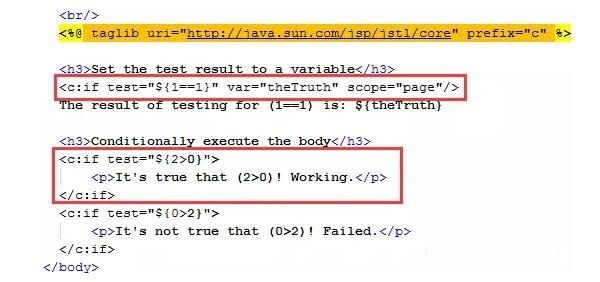 <br/>
<%@ taglib uri="http://java.sun.com/jsp/jstl/core" prefix="c" %>
<h3>Set the test result to a variable</h3>
<c:if test="${1==1}" var="theTruth" scope="page"/>
The result of testing for (1==1) is: ${theTruth}
<h3>Conditionally execute the body</h3>
<c:if test="${2>0}">
<p>It's true that (2>0)! Working.</p>
</c:if>
<c:if test="${0>2}">
<p>It's not true that (0>2)! Failed.</p>
</c:if>
</body>